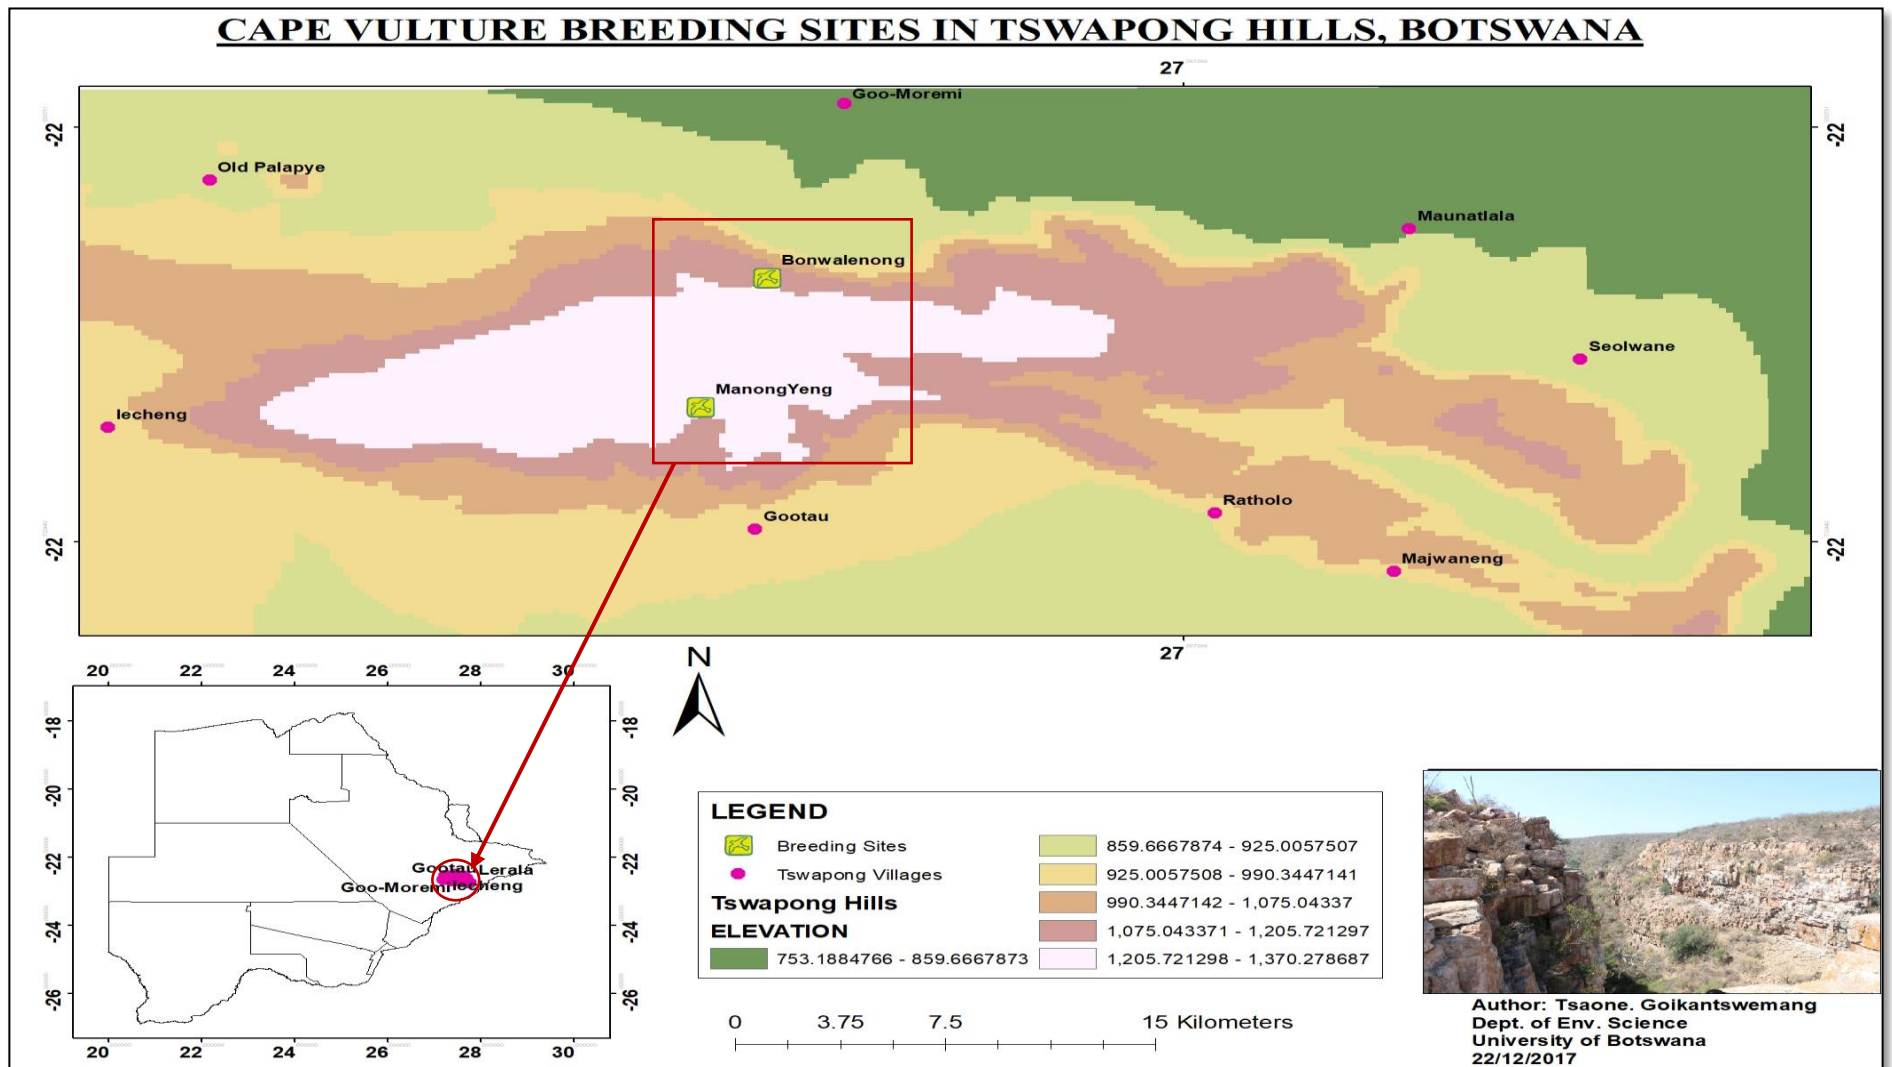 CAPE VULTURE BREEDING SITES IN TSWAPONG HILLS, BOTSWANA
27
Goo-Moremi
-22
-22
Old Palapye
Maunatlala
Bonwalenong
Seolwane
ManongYeng
lecheng
Ratholo
Gootau
-22
-22
Majwaneng
27
N
20 22 24 26 28 30
-18
-18
-20
-20
-22
-22
Gootau Lerala
Goo-Moremi lecheng
-24
-24
-26
-26
20 22 24 26 28 30
LEGEND
Breeding Sites
Tswapong Villages
Tswapong Hills
ELEVATION
753.1884766 - 859.6667873
859.6667874 - 925.0057507
925.0057508 - 990.3447141
990.3447142 - 1,075.04337
1,075.043371 - 1,205.721297
1,205.721298 - 1,370.278687
0 3.75 7.5 15 Kilometers
Author: Tsaone. Goikantswemang
Dept. of Env. Science
University of Botswana
22/12/2017